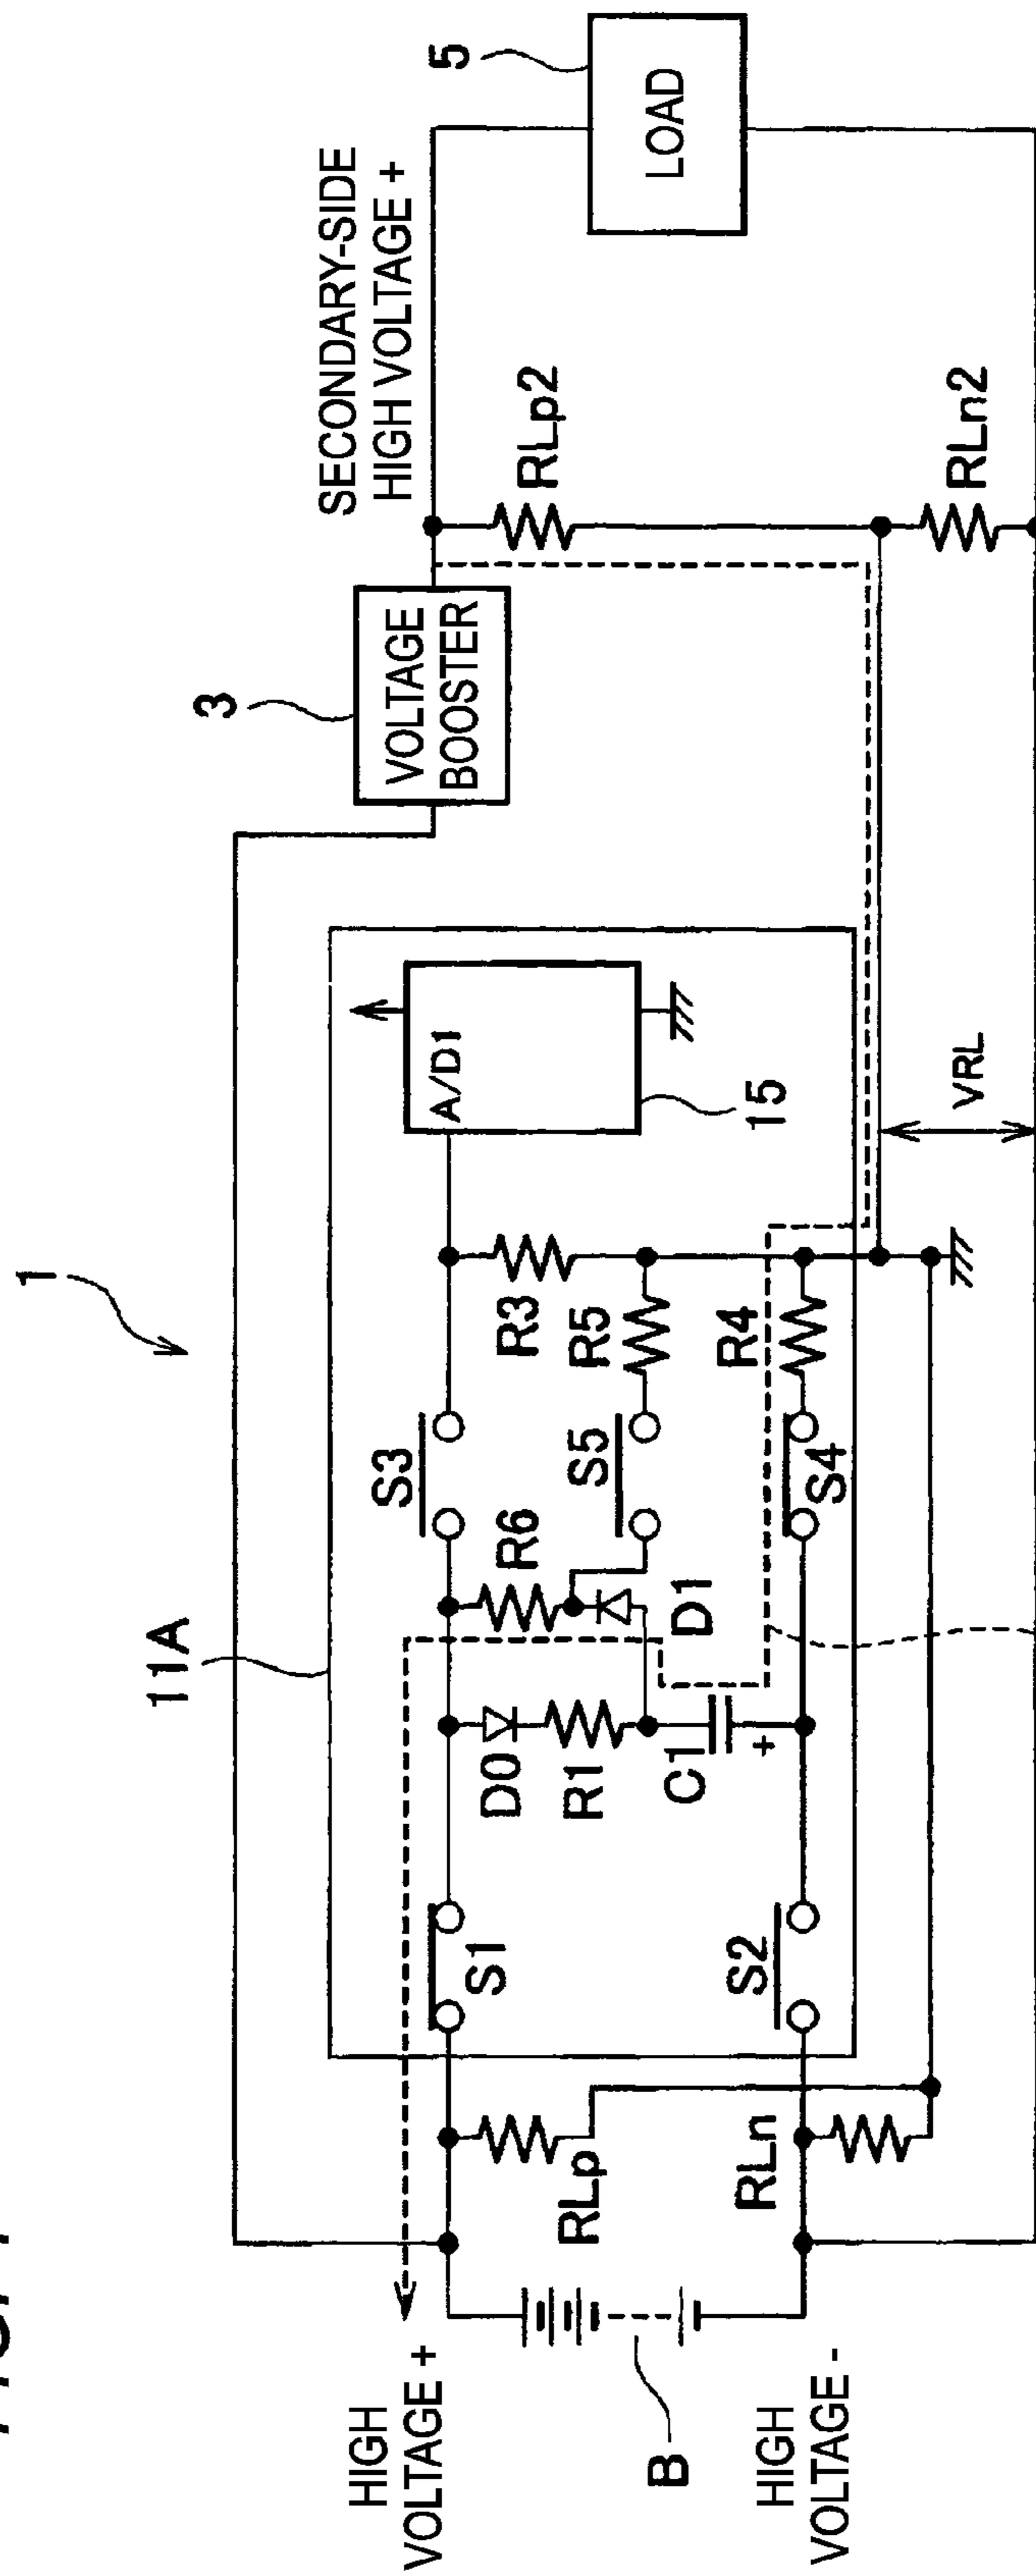 1
11A
3
VOLTAGE
BOOSTER
SECONDARY-SIDE
HIGH VOLTAGE +
5
LOAD
HIGH
VOLTAGE +
S1
D0
R1
C1
+
R6
D1
S3
S5
S4
R3
R5
R4
A/D1
15
RLp2
RLn2
VRL
RLp
RLn
S2
B
HIGH
VOLTAGE -